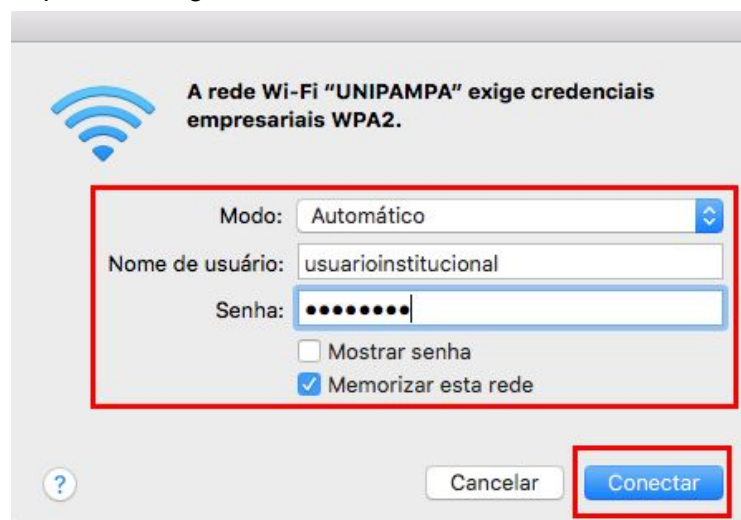 A rede Wi-Fi “UNIPAMPA” exige credenciais
empresariais WPA2.
Modo: Automático
Nome de usuário: usuarioinstitucional
Senha: ••••••••
Mostrar senha
Memorizar esta rede
? Cancelar Conectar